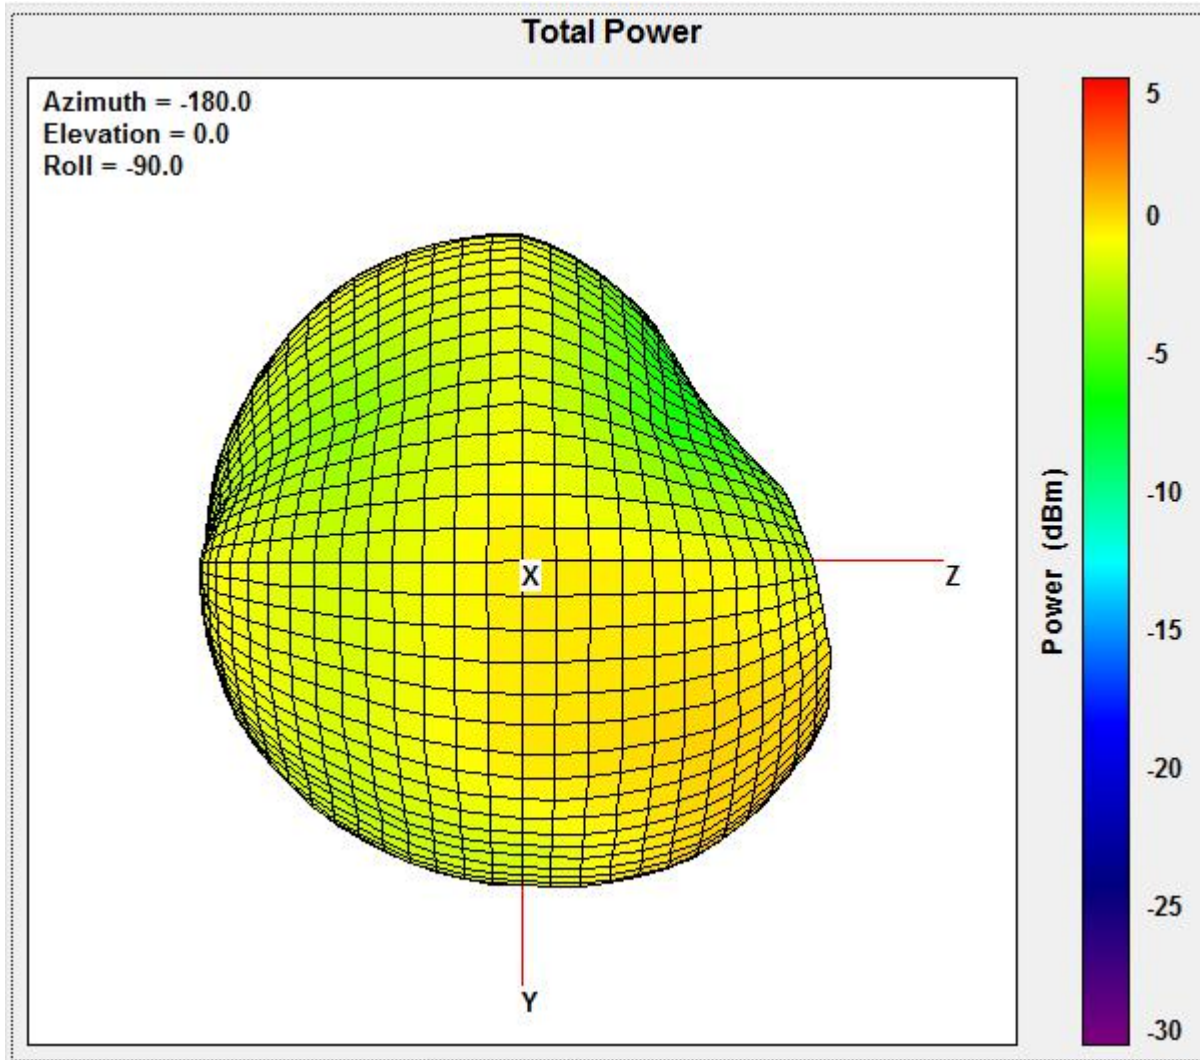 Total Power
Azimuth = -180.0
Elevation = 0.0
Roll = -90.0
X
Z
Y
5
0
-5
-10
-15
-20
-25
-30
Power (dBm)